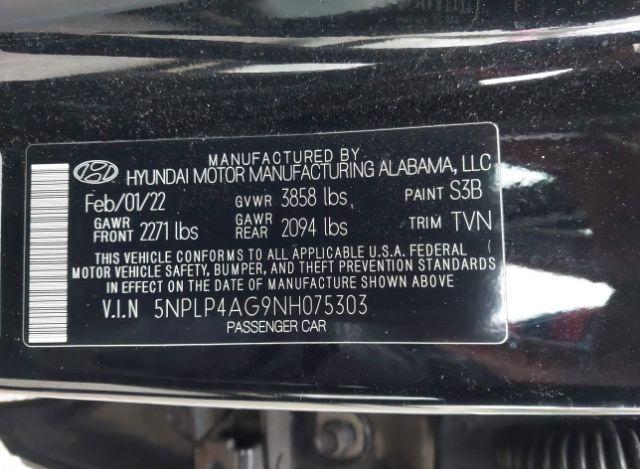 MANUFACTURED BY
HYUNDAI MOTOR MANUFACTURING ALABAMA, LLC
Feb/01/22 GVWR 3858 lbs PAINT S3B
GAWR FRONT 2271 lbs GAWR REAR 2094 lbs TRIM TVN
THIS VEHICLE CONFORMS TO ALL APPLICABLE U.S.A. FEDERAL
MOTOR VEHICLE SAFETY, BUMPER, AND THEFT PREVENTION STANDARDS
IN EFFECT ON THE DATE OF MANUFACTURE SHOWN ABOVE
V.I.N 5NPLP4AG9NH075303
PASSENGER CAR